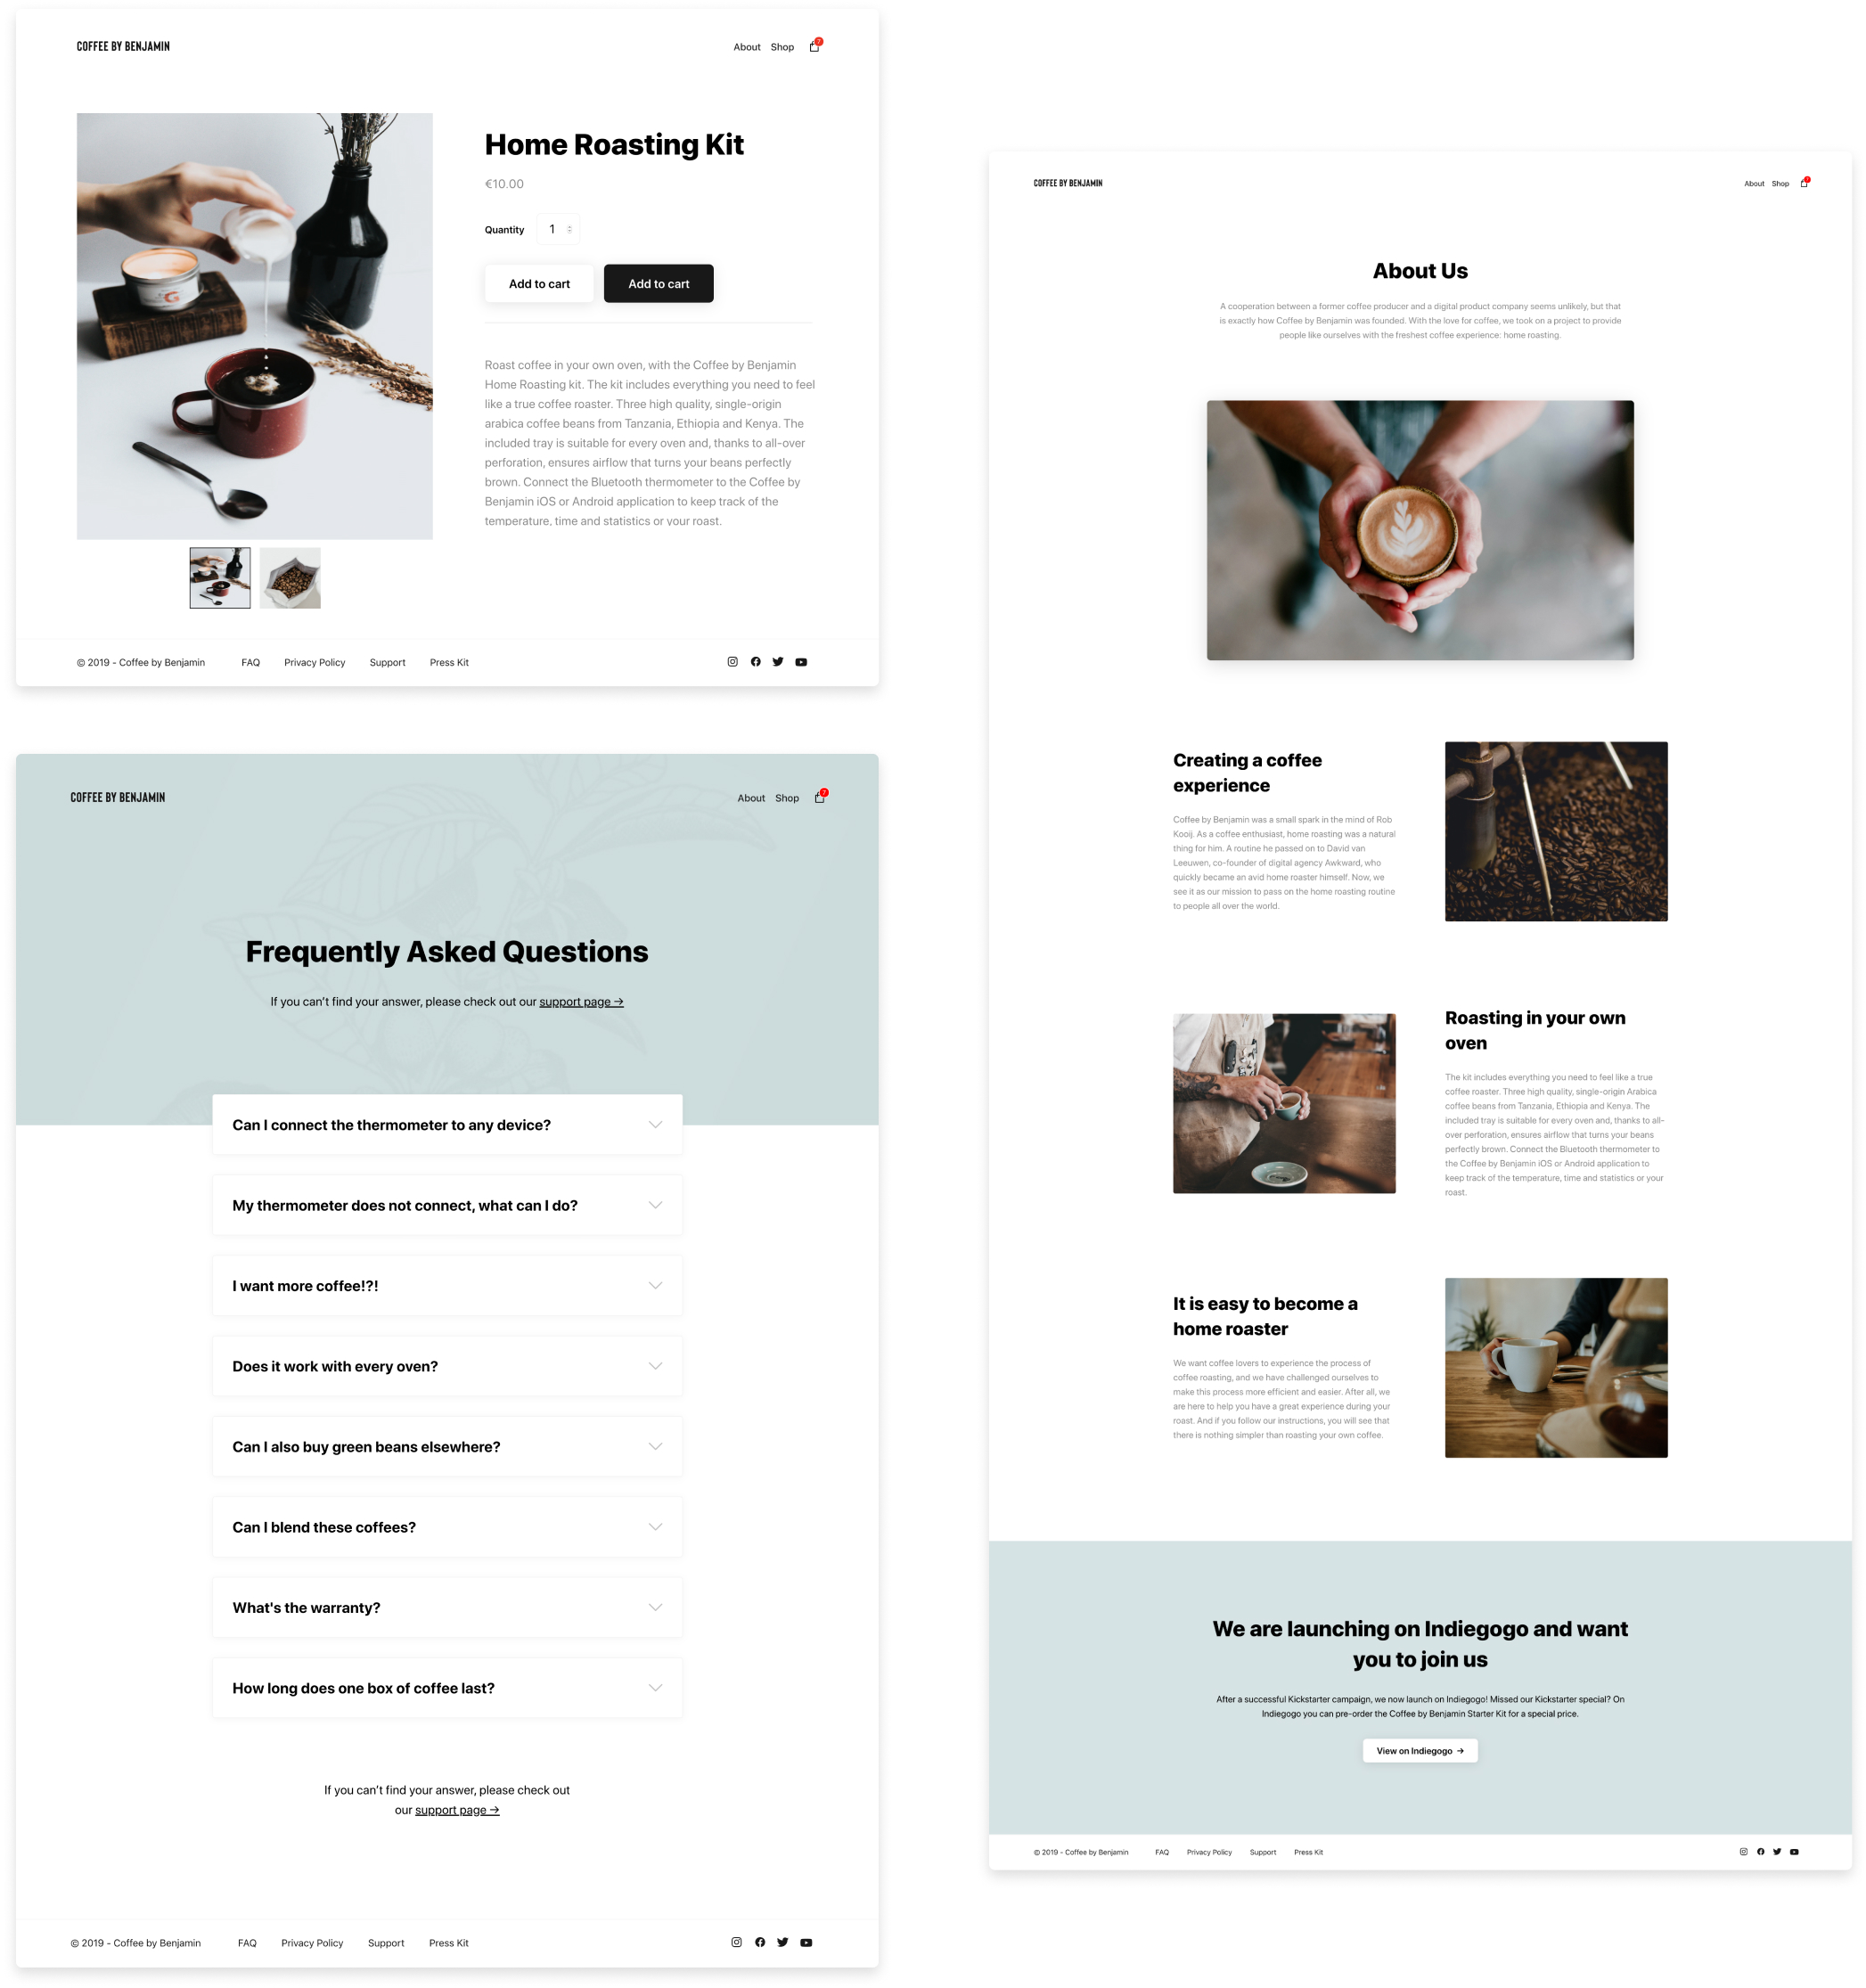 COFFEE BY BENJAMIN
About Shop 7
Home Roasting Kit
€10.00
Quantity 1
Add to cart Add to cart
Roast coffee in your own oven, with the Coffee by Benjamin
Home Roasting kit. The kit includes everything you need to feel
like a true coffee roaster. Three high quality, single-origin
arabica coffee beans from Tanzania, Ethiopia and Kenya. The
included tray is suitable for every oven and, thanks to all-over
perforation, ensures airflow that turns your beans perfectly
brown. Connect the Bluetooth thermometer to the Coffee by
Benjamin iOS or Android application to keep track of the
temperature, time and statistics or your roast.
© 2019 - Coffee by Benjamin FAQ Privacy Policy Support Press Kit
COFFEE BY BENJAMIN
About Shop 7
Frequently Asked Questions
If you can't find your answer, please check out our support page →
Can I connect the thermometer to any device?
My thermometer does not connect, what can I do?
I want more coffee!?!
Does it work with every oven?
Can I also buy green beans elsewhere?
Can I blend these coffees?
What's the warranty?
How long does one box of coffee last?
If you can't find your answer, please check out
our support page →
© 2019 - Coffee by Benjamin FAQ Privacy Policy Support Press Kit
COFFEE BY BENJAMIN
About Shop 7
About Us
A cooperation between a former coffee producer and a digital product company seems unlikely, but that
is exactly how Coffee by Benjamin was founded. With the love for coffee, we took on a project to provide
people like ourselves with the freshest coffee experience: home roasting.
Creating a coffee
experience
Coffee by Benjamin was a small spark in the mind of Rob
Kooij. As a coffee enthusiast, home roasting was a natural
thing for him. A routine he passed on to David van
Leeuwen, co-founder of digital agency Awkward, who
quickly became an avid home roaster himself. Now, we
see it as our mission to pass on the home roasting routine
to people all over the world.
Roasting in your own
oven
The kit includes everything you need to feel like a true
coffee roaster. Three high quality, single-origin Arabica
coffee beans from Tanzania, Ethiopia and Kenya. The
included tray is suitable for every oven and, thanks to all-
over perforation, ensures airflow that turns your beans
perfectly brown. Connect the Bluetooth thermometer to
the Coffee by Benjamin iOS or Android application to
keep track of the temperature, time and statistics or your
roast.
It is easy to become a
home roaster
We want coffee lovers to experience the process of
coffee roasting, and we have challenged ourselves to
make this process more efficient and easier. After all, we
are here to help you have a great experience during your
roast. And if you follow our instructions, you will see that
there is nothing simpler than roasting your own coffee.
We are launching on Indiegogo and want
you to join us
After a successful Kickstarter campaign, we now launch on Indiegogo! Missed our Kickstarter special? On
Indiegogo you can pre-order the Coffee by Benjamin Starter Kit for a special price.
View on Indiegogo →
© 2019 - Coffee by Benjamin FAQ Privacy Policy Support Press Kit